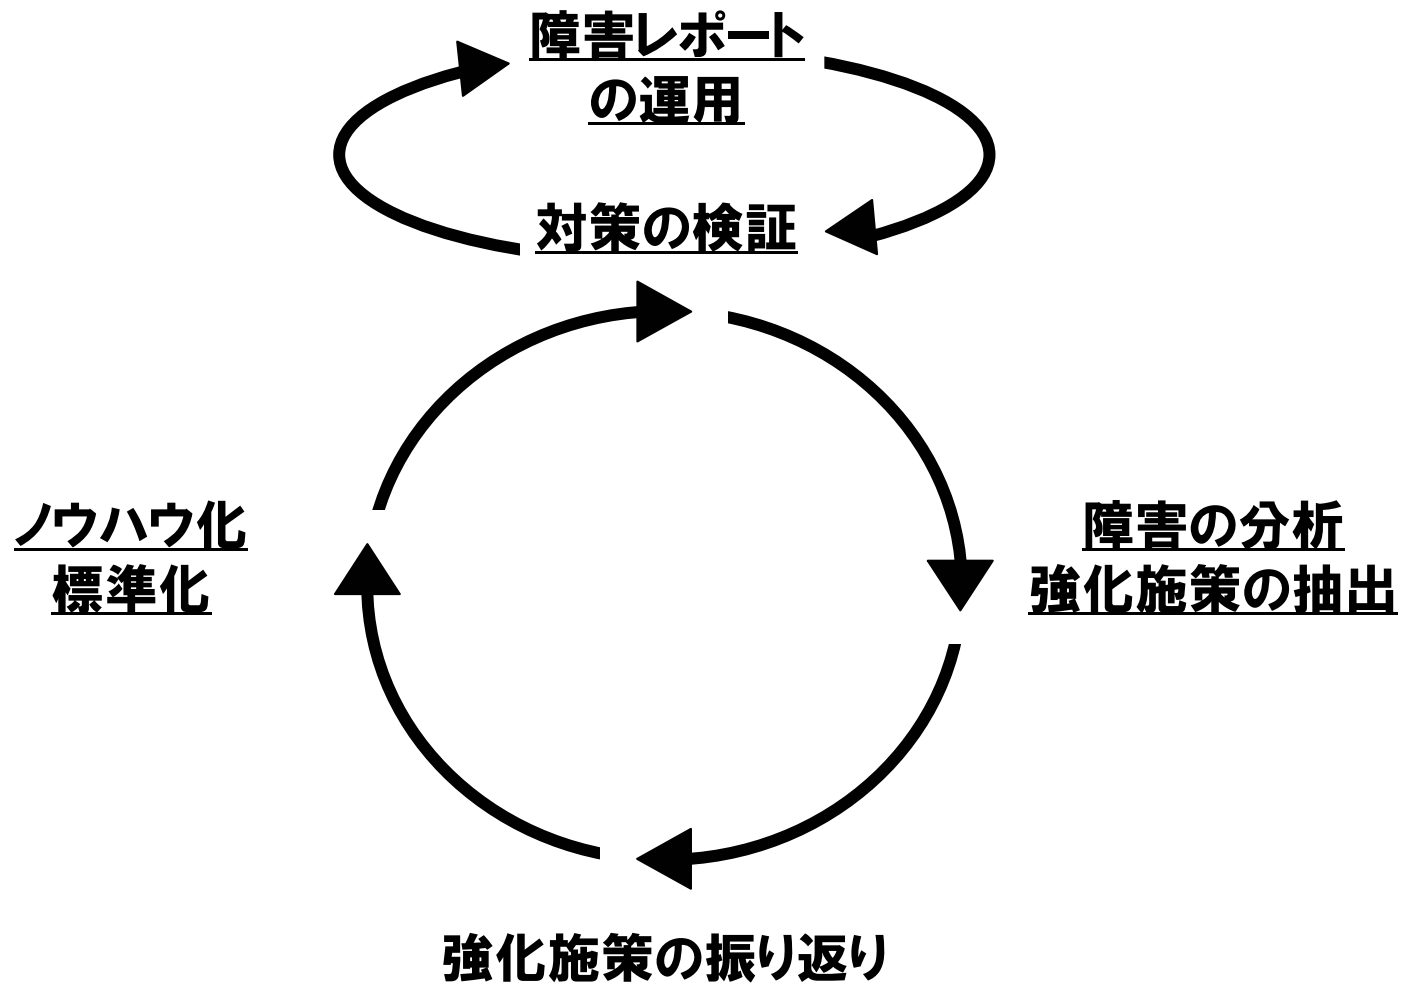 障害レポート
の運用
対策の検証
ノウハウ化
標準化
障害の分析
強化施策の抽出
強化施策の振り返り